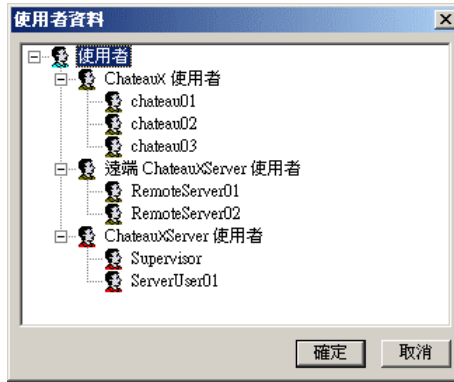 使用者資料
使用者
ChateauX 使用者
chateau01
chateau02
chateau03
遠端 ChateauXServer 使用者
RemoteServer01
RemoteServer02
ChateauXServer 使用者
Supervisor
ServerUser01
確定 取消